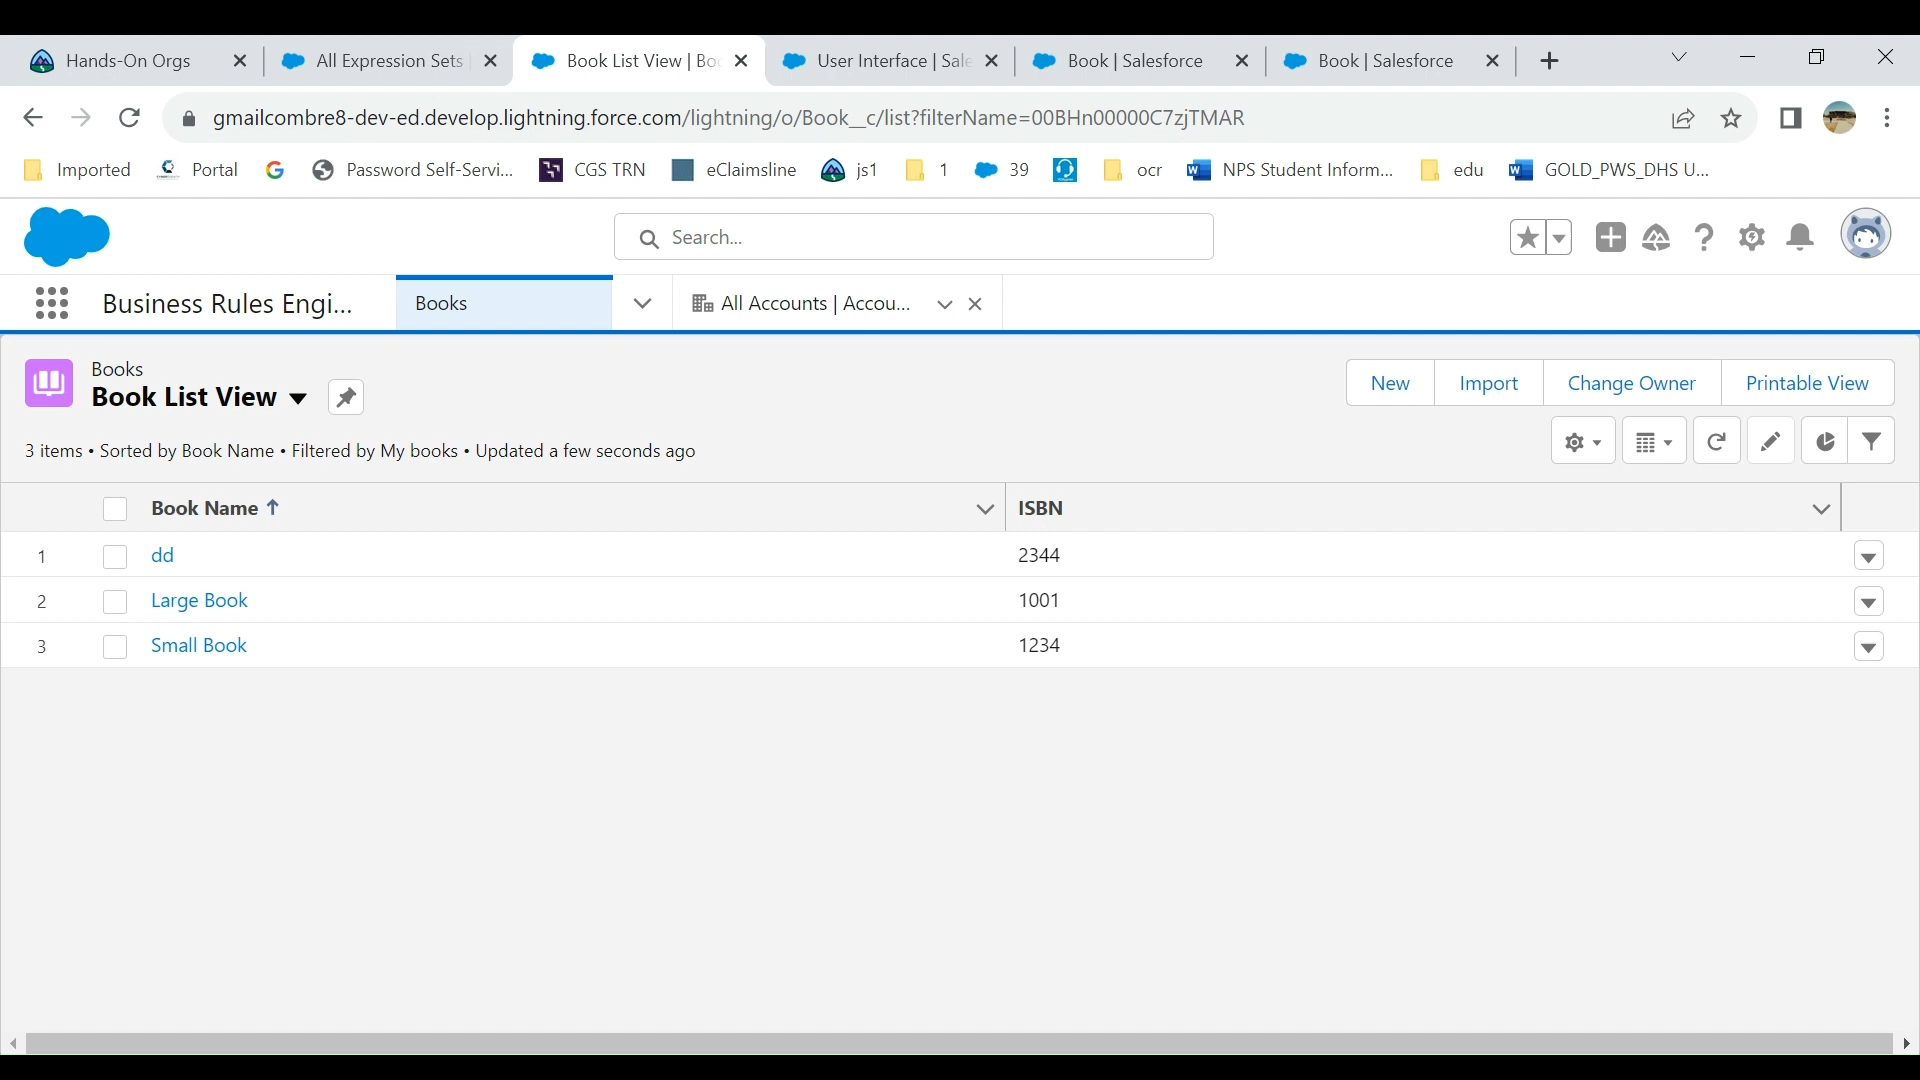 Hands-On Orgs
All Expression Sets
Book List View | Boo
User Interface | Sale
Book | Salesforce
Book | Salesforce
gmailcombre8-dev-ed.develop.lightning.force.com/lightning/o/Book__c/list?filterName=00BHn00000C7zjTMAR
Imported
Portal
Password Self-Servi...
CGS TRN
eClaimsline
js1
1
39
ocr
NPS Student Inform...
edu
GOLD_PWS_DHS U...
Search...
Business Rules Engi...
Books
All Accounts | Accou...
Books
Book List View
New
Import
Change Owner
Printable View
3 items • Sorted by Book Name • Filtered by My books • Updated a few seconds ago
Book Name
ISBN
1 dd 2344
2 Large Book 1001
3 Small Book 1234